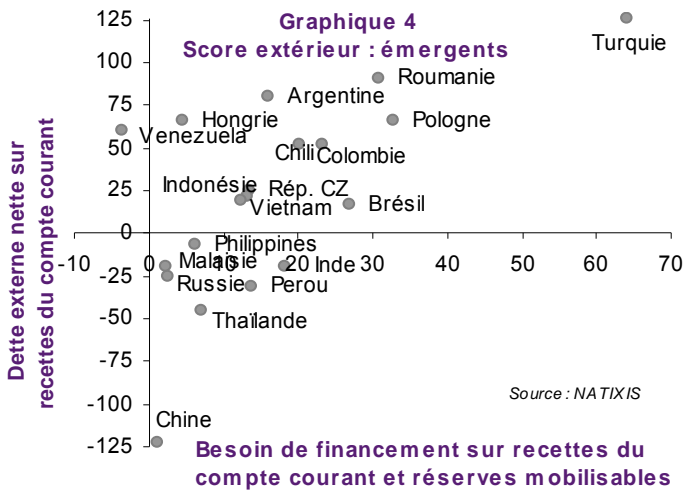 Graphique 4
Score extérieur : émergents
125
100
75
50
25
0
-25
-50
-75
-100
-125
-10
0
10
20
30
40
50
60
70
Turquie
Roumanie
Argentine
Hongrie
Pologne
Venezuela
Chili
Colombie
Indonésie
Rép. CZ
Vietnam
Brésil
Philippines
Malaisie
Inde
Russie
Perou
Thaïlande
Chine
Source : NATIXIS
Dette externe nette sur
recettes du compte courant
Besoin de financement sur recettes du
compte courant et réserves mobilisables